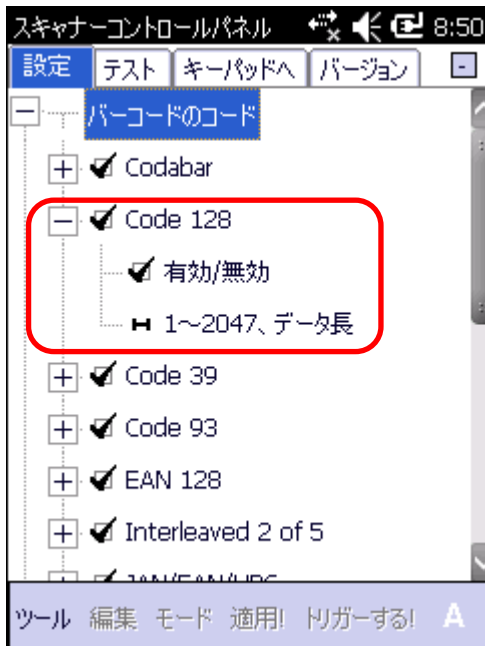 スキャナーコントロールパネル 8:50
設定 テスト キーパッドへ バージョン
バーコードのコード
Codabar
Code 128
有効/無効
1～2047、データ長
Code 39
Code 93
EAN 128
Interleaved 2 of 5
JAN/EAN/UPC
ツール 編集 モード 適用! トリガーする! A